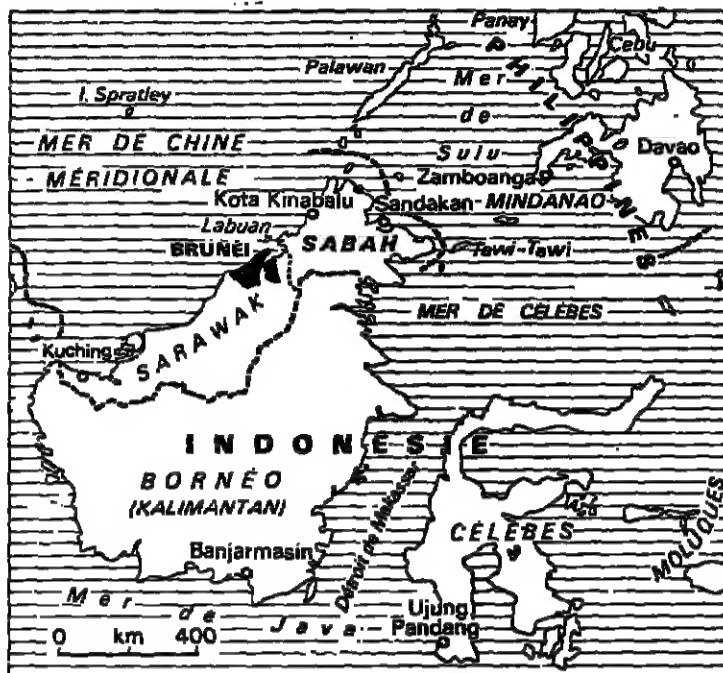 Panay
Cebu
Palawan
Mer
de
Sulu
PHILIPPINES
I. Spratley
MER DE CHINE
MÉRIDIONALE
Davao
Zamboanga
Kota Kinabalu
Sandakan
MINDANAO
Labuan
SABAH
Tawi-Tawi
BRUNÉI
MER DE CÉLÈBES
Kuching
SARAWAK
INDONÉSIE
BORNÉO
(KALIMANTAN)
Détroit de Makassar
CÉLÈBES
MOLUQUES
Banjarmasin
Mer
de
Java
Ujung
Pandang
0 km 400